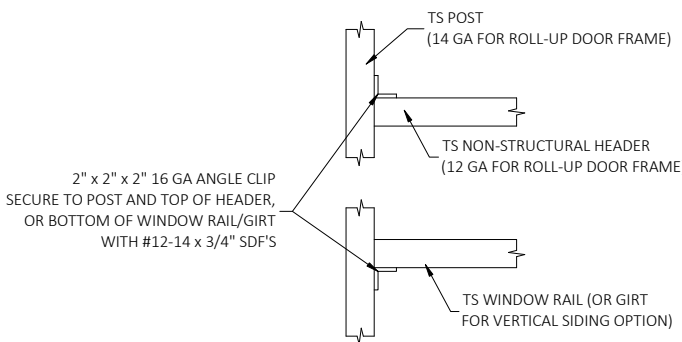 TS POST
(14 GA FOR ROLL-UP DOOR FRAME)
TS NON-STRUCTURAL HEADER
(12 GA FOR ROLL-UP DOOR FRAME
2" x 2" x 2" 16 GA ANGLE CLIP
SECURE TO POST AND TOP OF HEADER,
OR BOTTOM OF WINDOW RAIL/GIRT
WITH #12-14 x 3/4" SDF'S
TS WINDOW RAIL (OR GIRT
FOR VERTICAL SIDING OPTION)